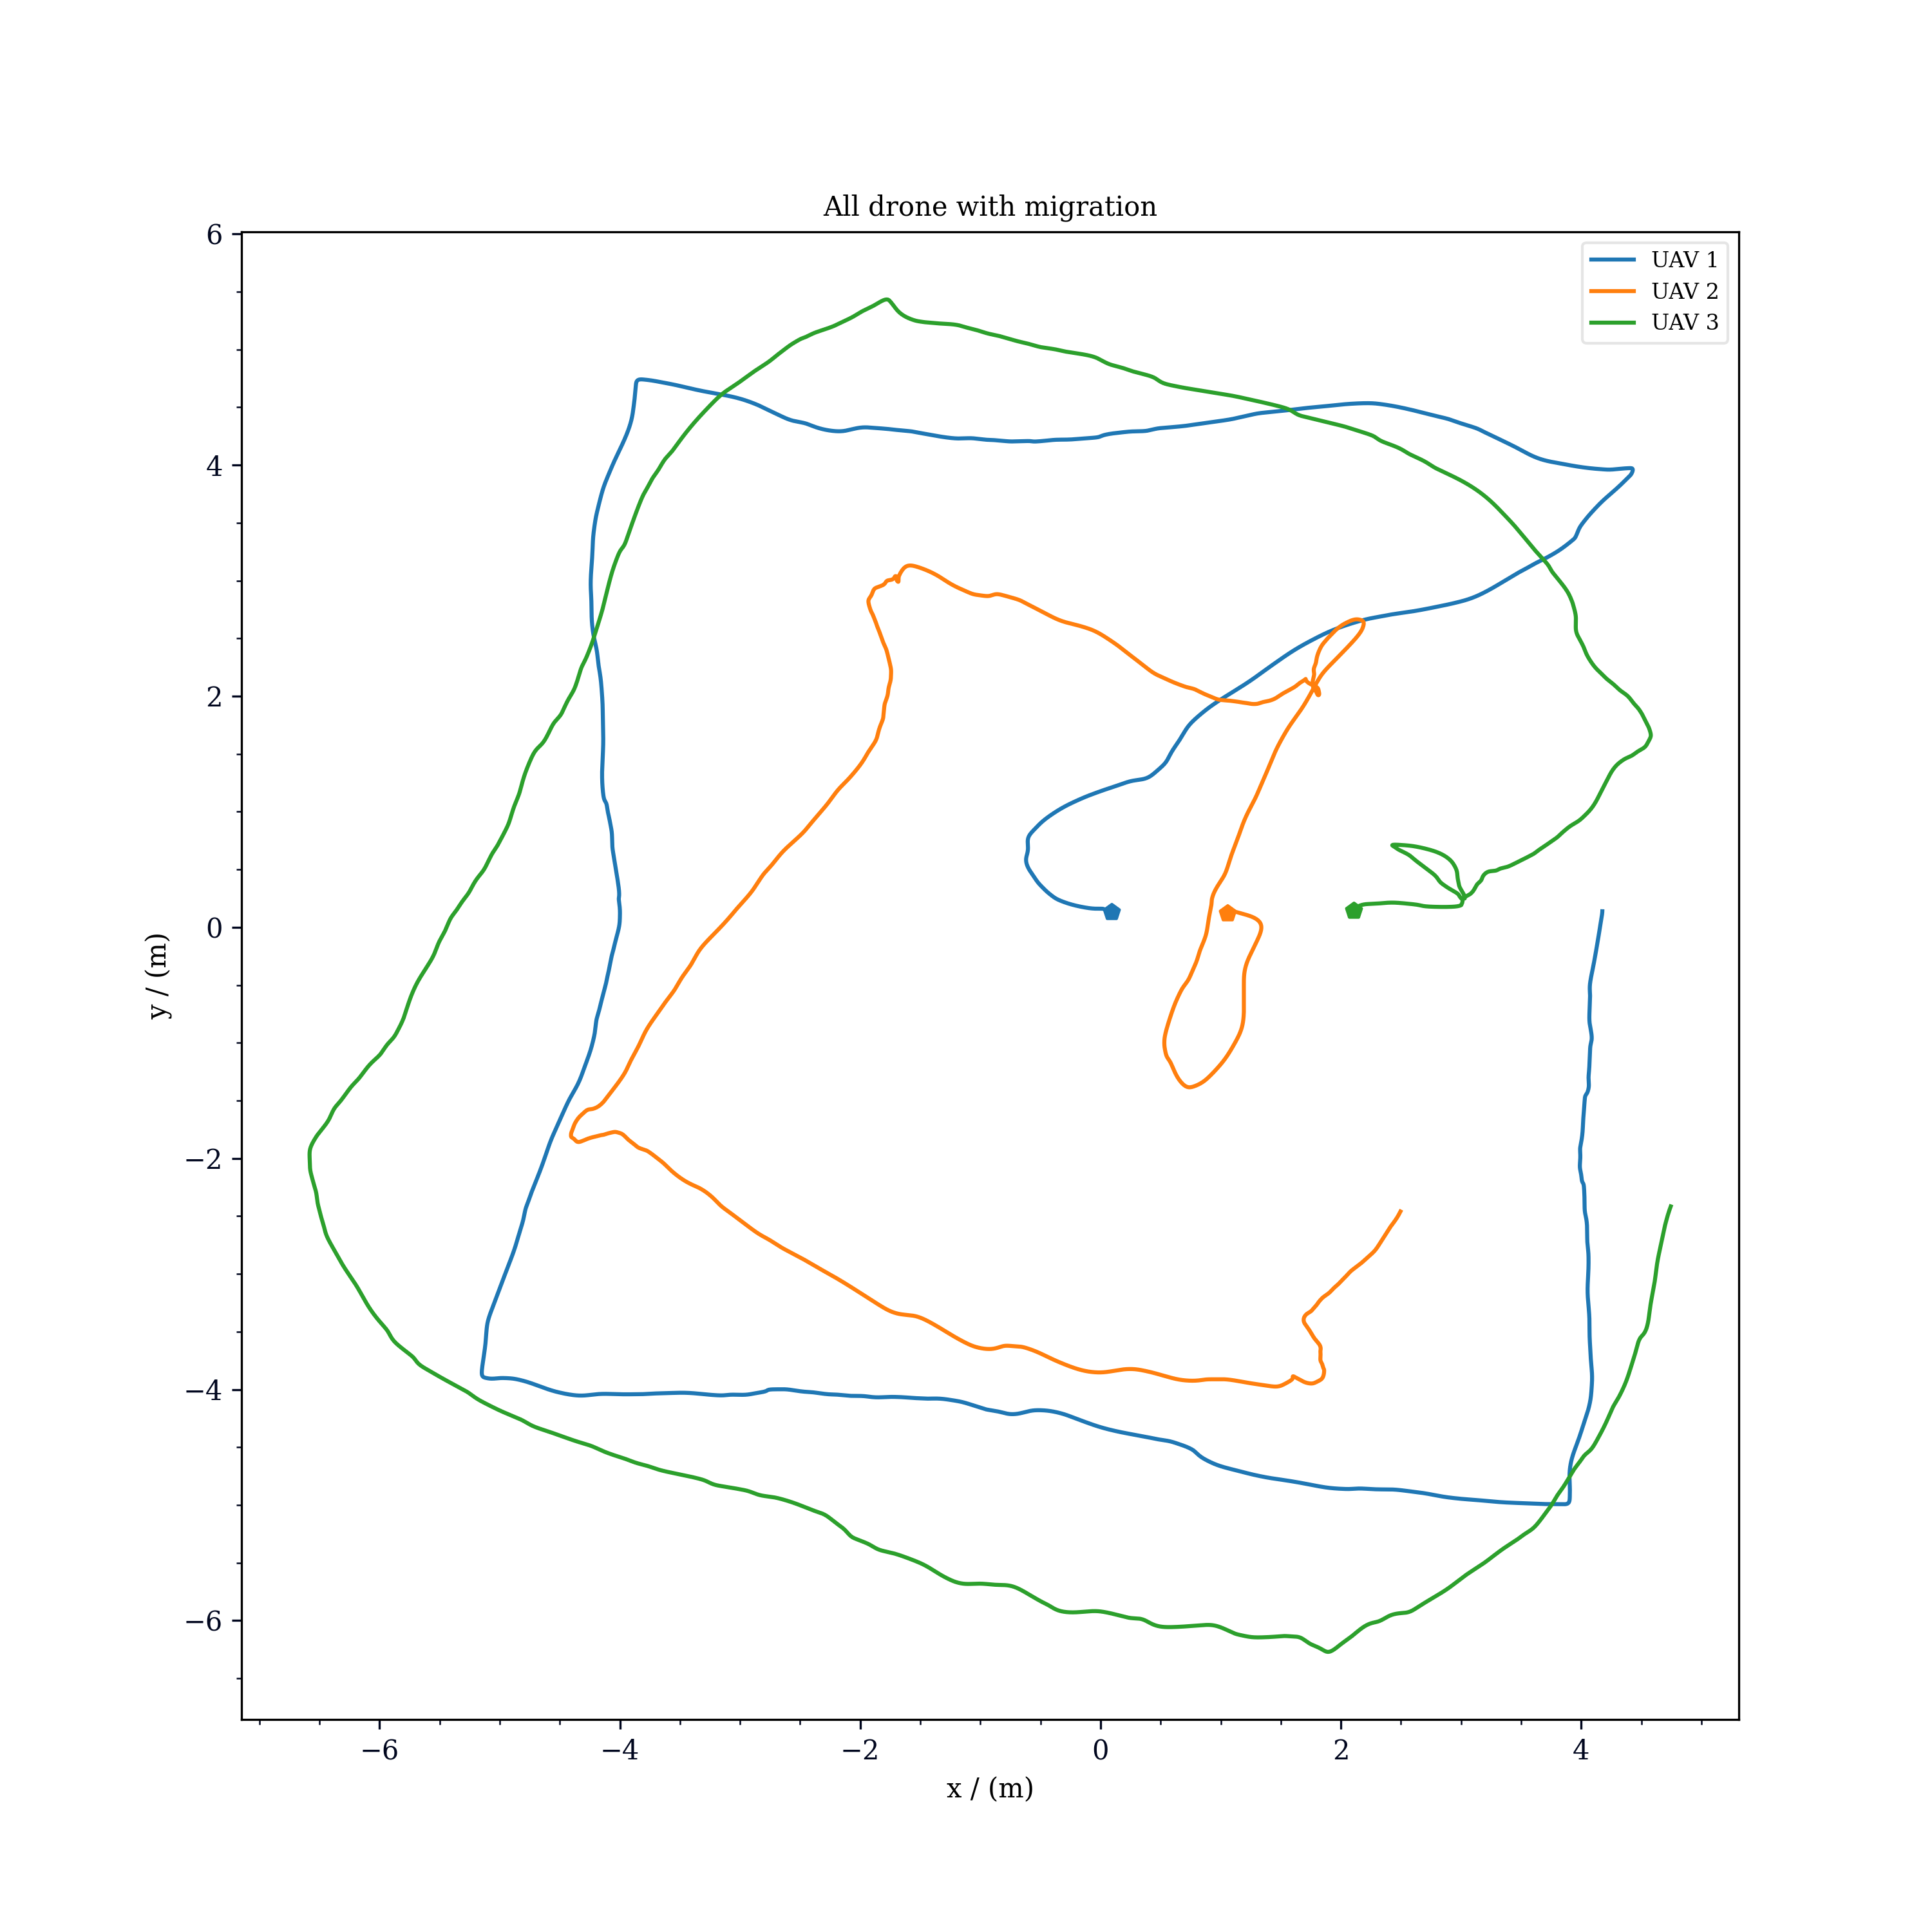 All drone with migration
UAV 1
UAV 2
UAV 3
6
4
2
0
−2
−4
−6
y / (m)
−6 −4 −2 0 2 4
x / (m)